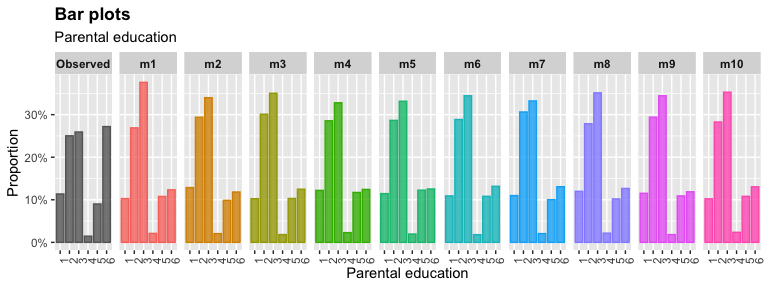 Bar plots
Parental education
Observed m1 m2 m3 m4 m5 m6 m7 m8 m9 m10
30%
20%
10%
0%
Proportion
1 2 3 4 5 6 1 2 3 4 5 6 1 2 3 4 5 6 1 2 3 4 5 6 1 2 3 4 5 6 1 2 3 4 5 6 1 2 3 4 5 6 1 2 3 4 5 6 1 2 3 4 5 6 1 2 3 4 5 6 1 2 3 4 5 6
Parental education